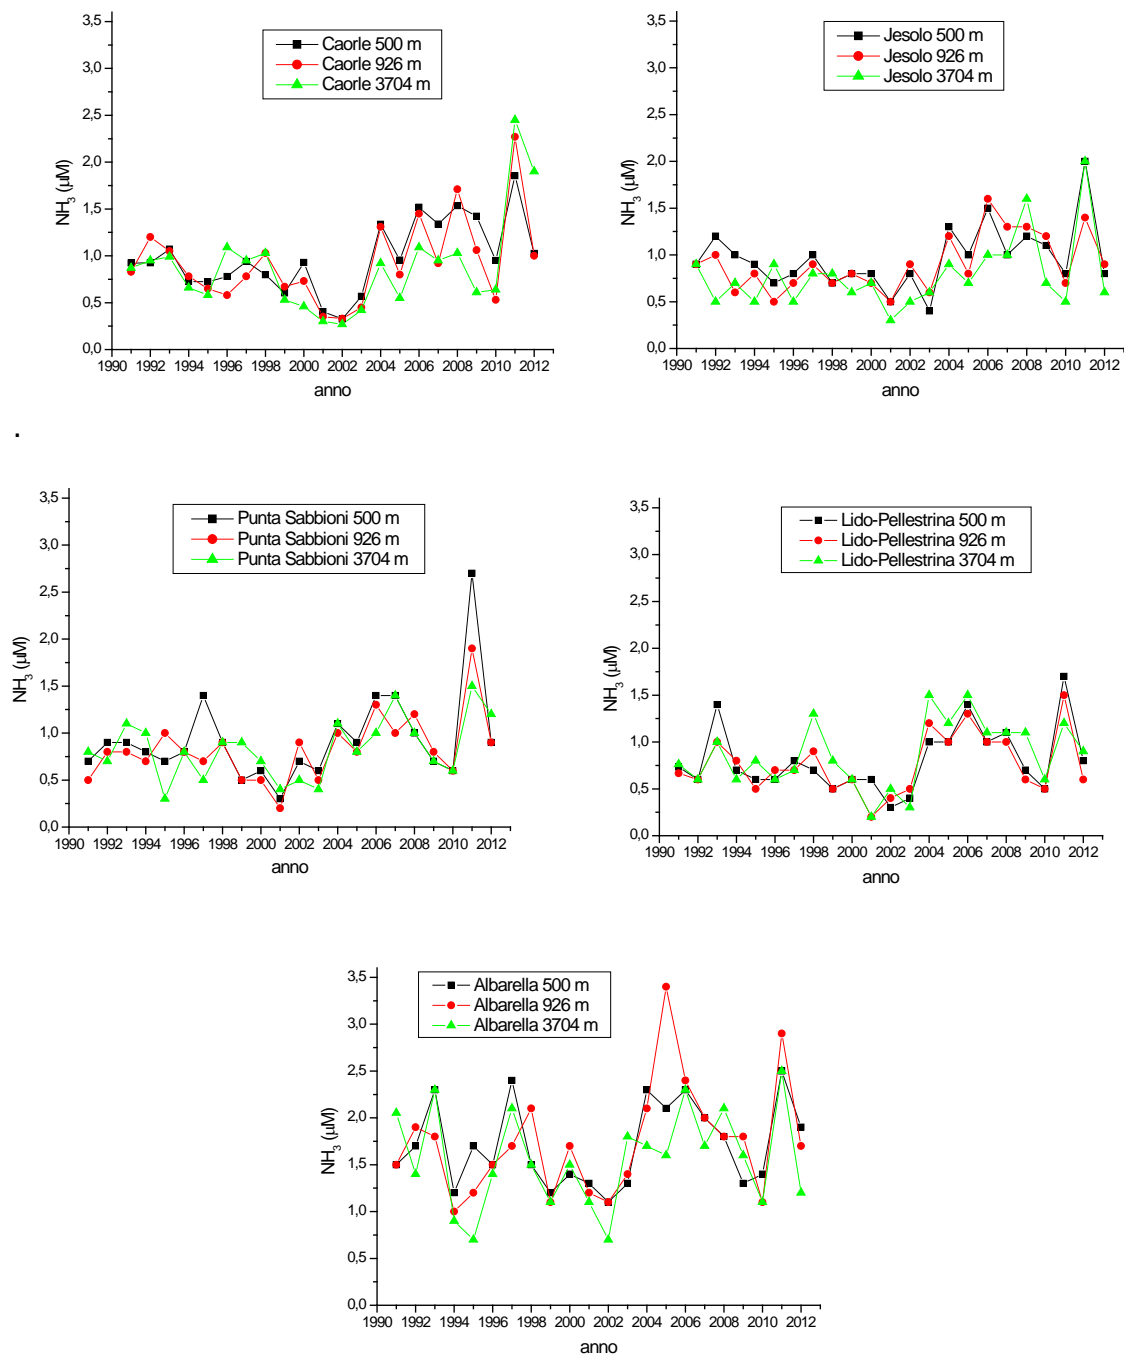 3,5
3,0
2,5
2,0
1,5
1,0
0,5
0,0
NH3 (μM)
Caorle 500 m
Caorle 926 m
Caorle 3704 m
1990 1992 1994 1996 1998 2000 2002 2004 2006 2008 2010 2012
anno
3,5
3,0
2,5
2,0
1,5
1,0
0,5
0,0
NH3 (μM)
Jesolo 500 m
Jesolo 926 m
Jesolo 3704 m
1990 1992 1994 1996 1998 2000 2002 2004 2006 2008 2010 2012
anno
.
3,5
3,0
2,5
2,0
1,5
1,0
0,5
0,0
NH3 (μM)
Punta Sabbioni 500 m
Punta Sabbioni 926 m
Punta Sabbioni 3704 m
1990 1992 1994 1996 1998 2000 2002 2004 2006 2008 2010 2012
anno
3,5
3,0
2,5
2,0
1,5
1,0
0,5
0,0
NH3 (μM)
Lido-Pellestrina 500 m
Lido-Pellestrina 926 m
Lido-Pellestrina 3704 m
1990 1992 1994 1996 1998 2000 2002 2004 2006 2008 2010 2012
anno
3,5
3,0
2,5
2,0
1,5
1,0
0,5
0,0
NH3 (μM)
Albarella 500 m
Albarella 926 m
Albarella 3704 m
1990 1992 1994 1996 1998 2000 2002 2004 2006 2008 2010 2012
anno